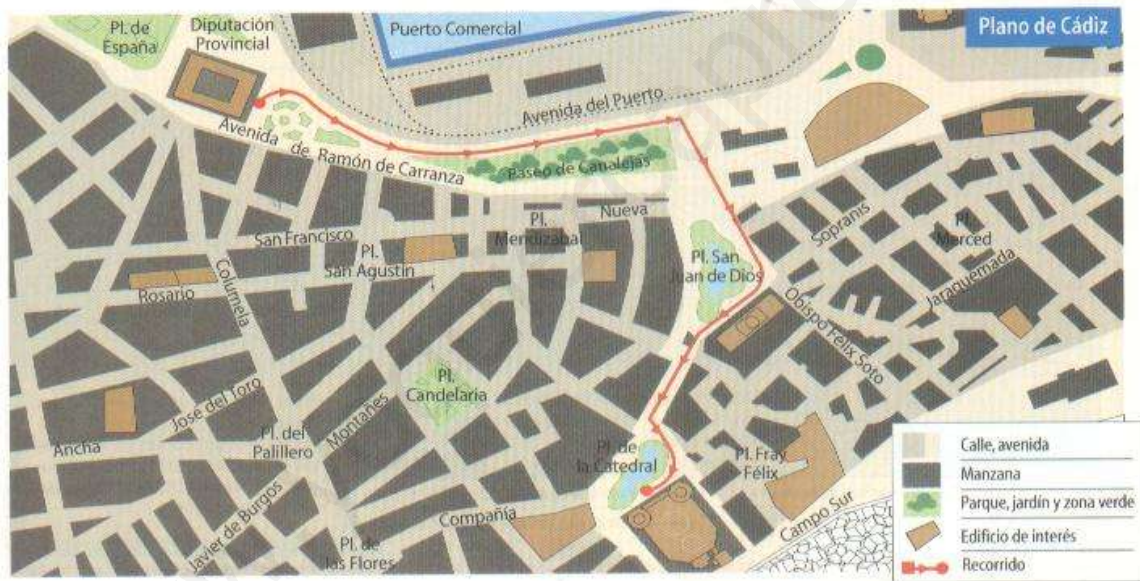 Pl. de
España
Diputación
Provincial
Puerto Comercial
Plano de Cádiz
Avenida del Puerto
Avenida de Ramón de Carranza
Paseo de Canalejas
Nueva
Pl.
Mendizábal
San Francisco
Pl.
San Agustín
Columela
Rosario
Pl. San
Juan de Dios
Sopranis
Pl.
Merced
Jaraquemada
Obispo Félix Soto
Pl.
Candelaria
José del Toro
Montañés
Ancha
Pl. del
Palillero
Pl. de
la Catedral
Pl. Fray
Félix
Javier de Burgos
Compañía
Pl. de
las Flores
Campo Sur
Calle, avenida
Manzana
Parque, jardín y zona verde
Edificio de interés
Recorrido